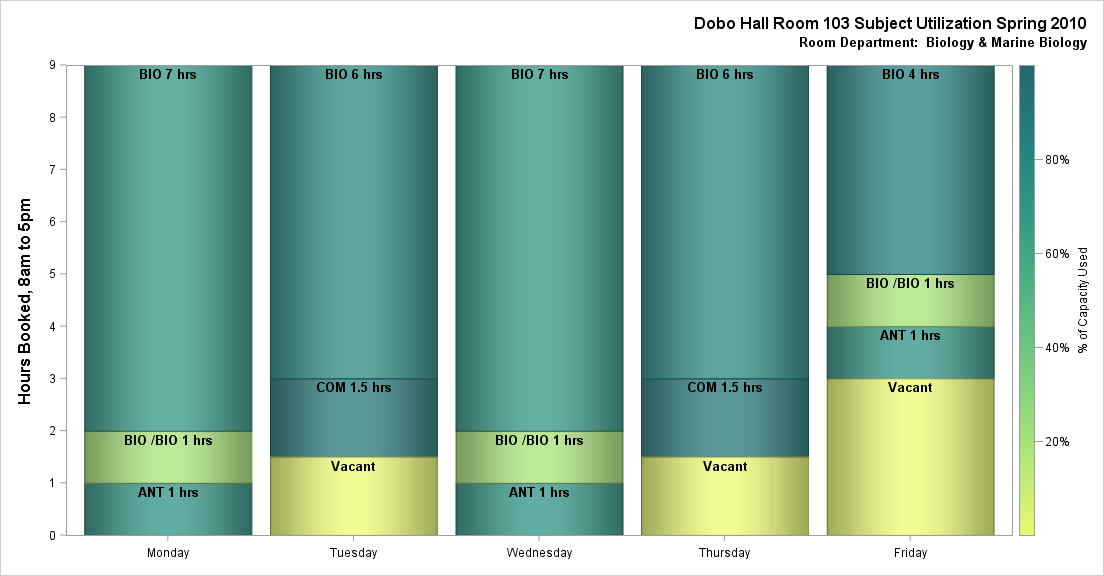 Dobo Hall Room 103 Subject Utilization Spring 2010
Room Department:  Biology & Marine Biology
Hours Booked, 8am to 5pm
9
8
7
6
5
4
3
2
1
0
BIO 7 hrs
BIO /BIO 1 hrs
ANT 1 hrs
BIO 6 hrs
COM 1.5 hrs
Vacant
BIO 7 hrs
BIO /BIO 1 hrs
ANT 1 hrs
BIO 6 hrs
COM 1.5 hrs
Vacant
BIO 4 hrs
BIO /BIO 1 hrs
ANT 1 hrs
Vacant
Monday
Tuesday
Wednesday
Thursday
Friday
80%
60%
40%
20%
% of Capacity Used